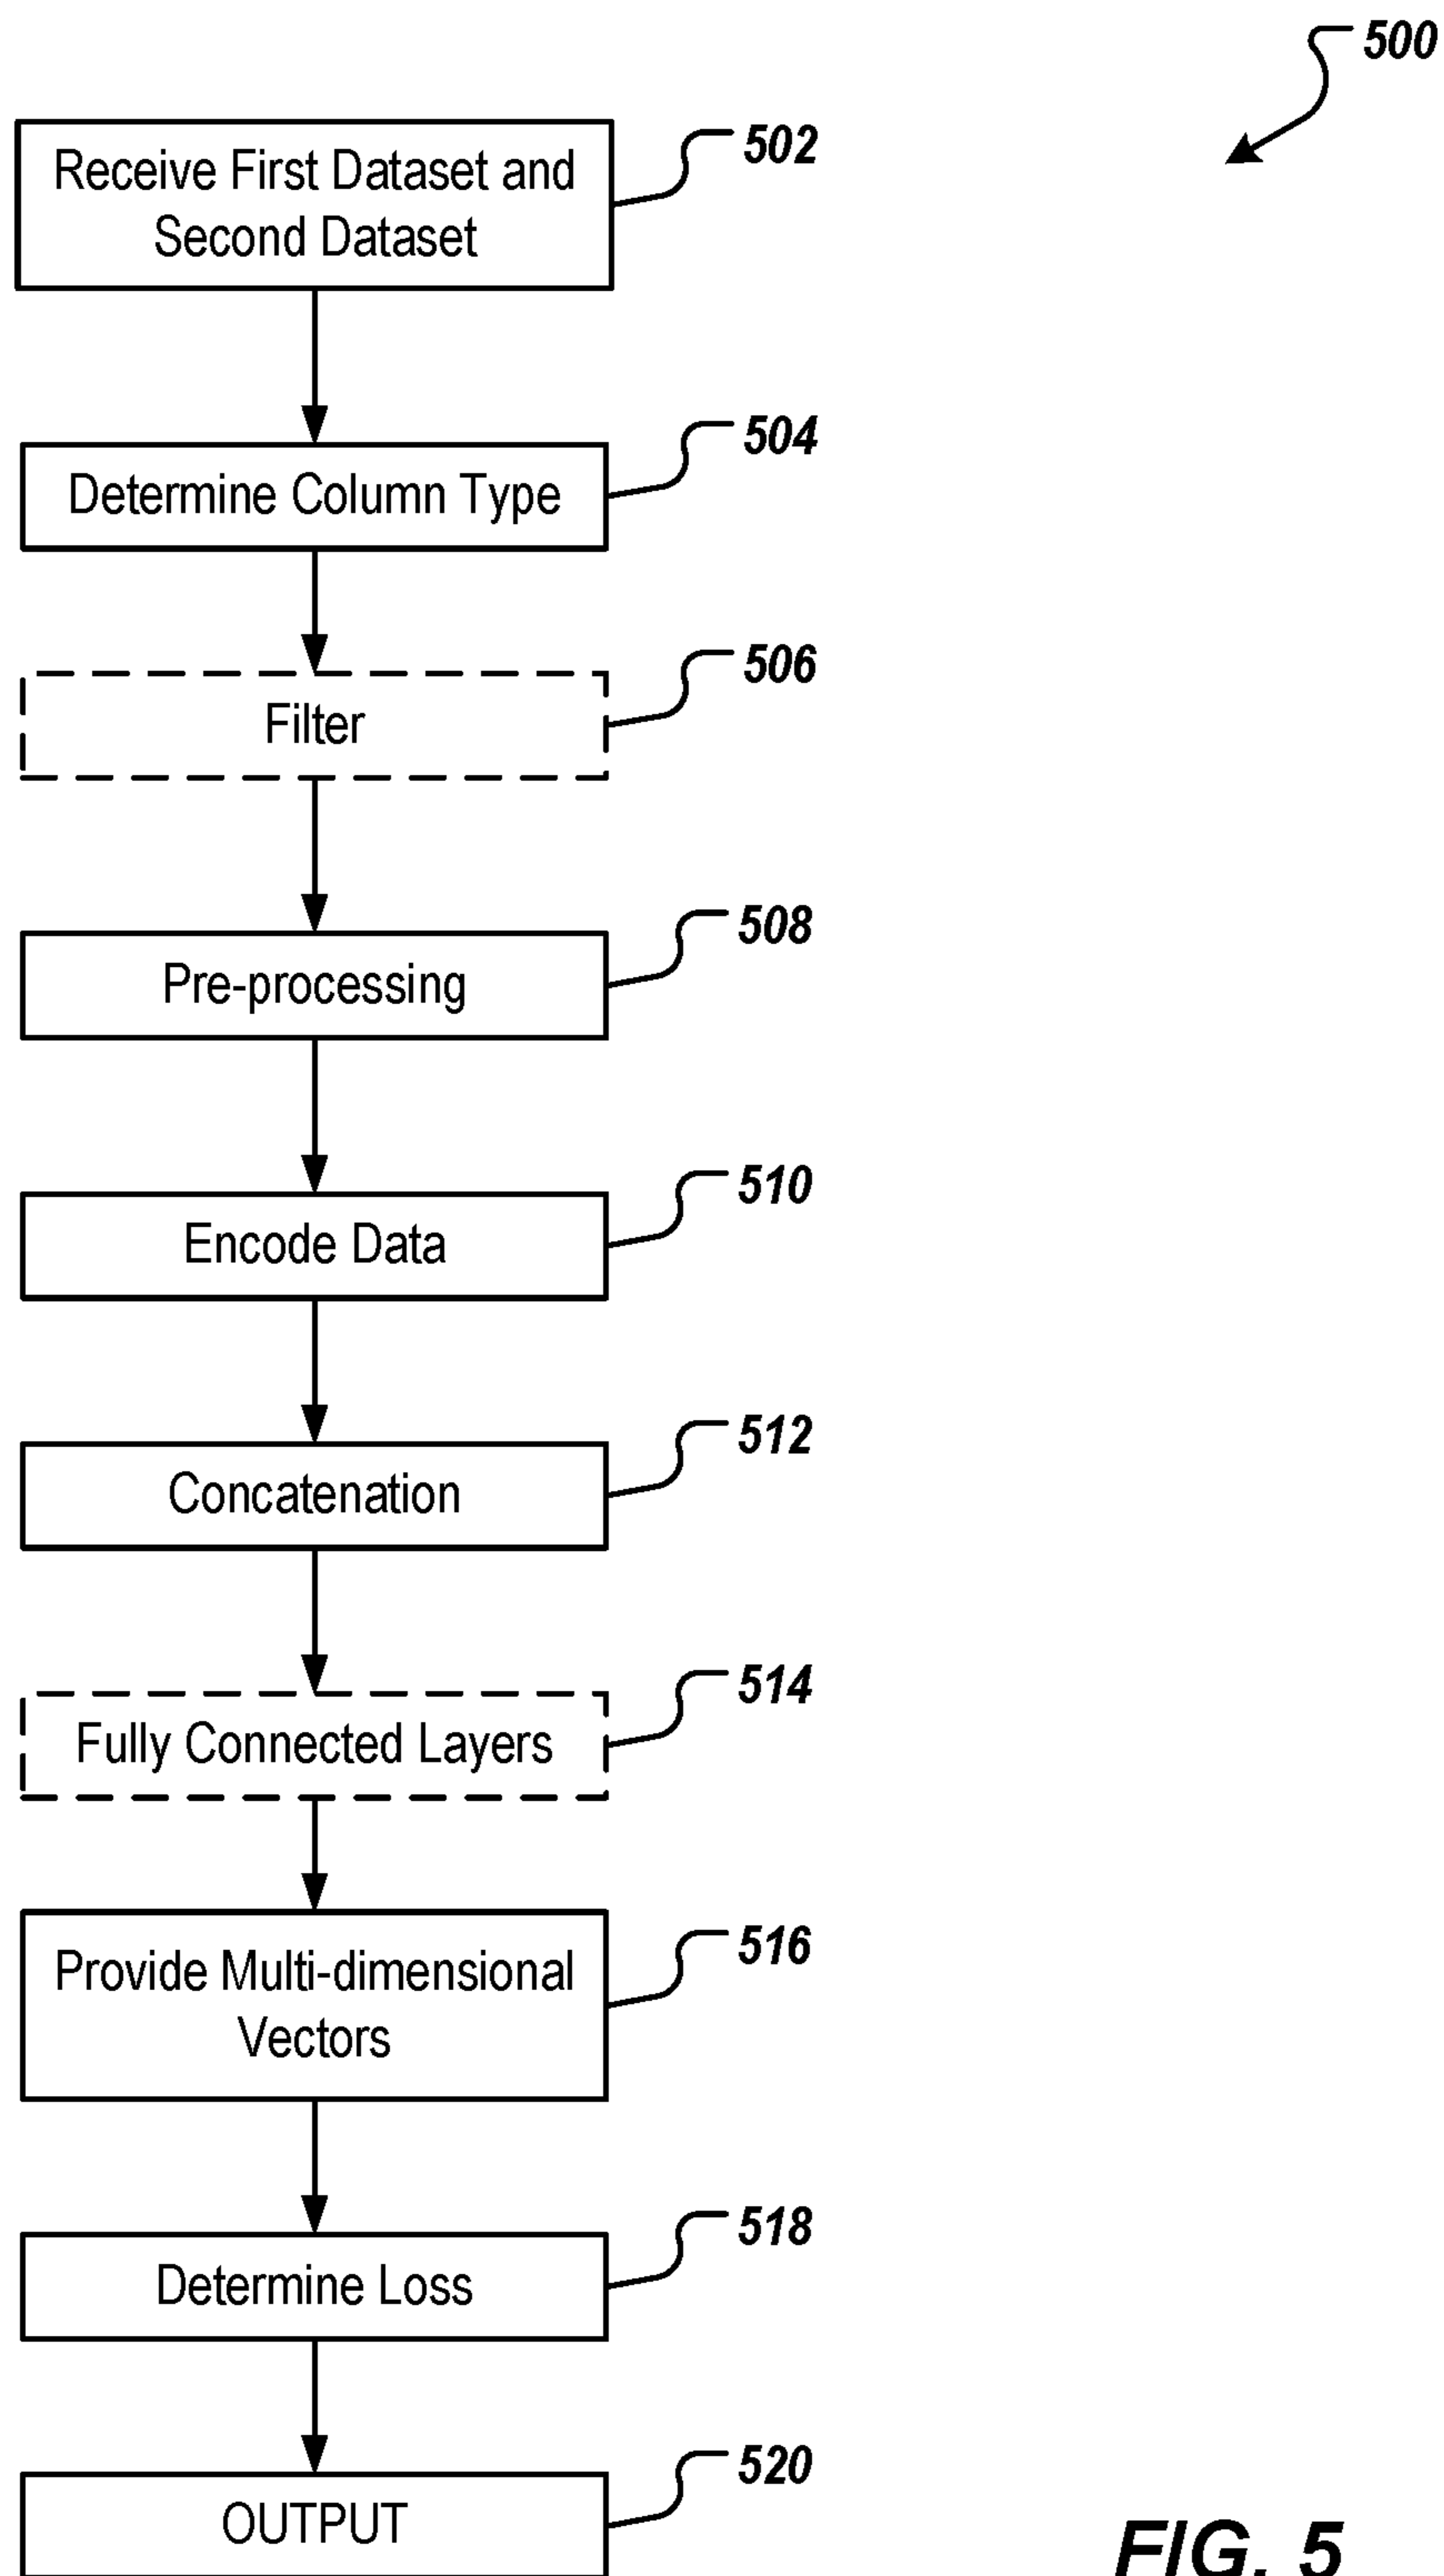 500
Receive First Dataset and
Second Dataset
502
Determine Column Type
504
Filter
506
Pre-processing
508
Encode Data
510
Concatenation
512
Fully Connected Layers
514
Provide Multi-dimensional
Vectors
516
Determine Loss
518
OUTPUT
520
FIG. 5